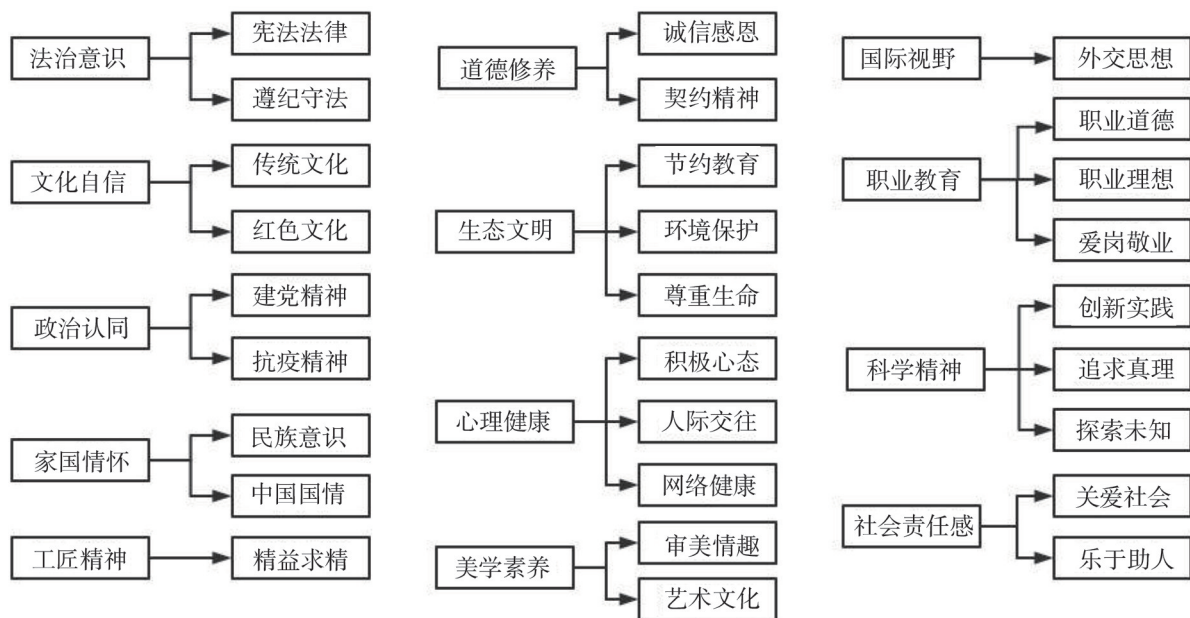 法治意识
宪法法律
遵纪守法
文化自信
传统文化
红色文化
政治认同
建党精神
抗疫精神
家国情怀
民族意识
中国国情
工匠精神
精益求精
道德修养
诚信感恩
契约精神
生态文明
节约教育
环境保护
尊重生命
心理健康
积极心态
人际交往
网络健康
美学素养
审美情趣
艺术文化
国际视野
外交思想
职业教育
职业道德
职业理想
爱岗敬业
科学精神
创新实践
追求真理
探索未知
社会责任感
关爱社会
乐于助人